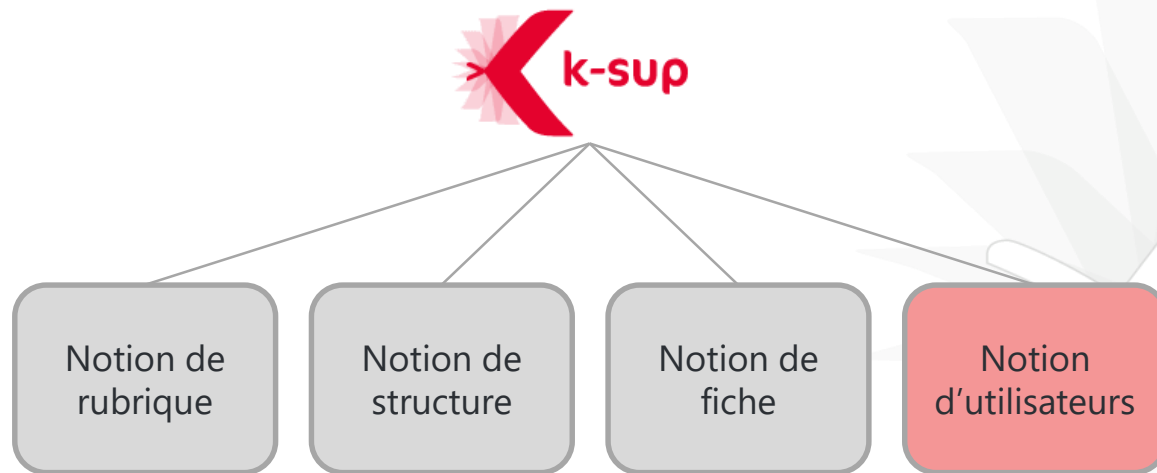 k-sup
Notion de
rubrique
Notion de
structure
Notion de
fiche
Notion
d’utilisateurs